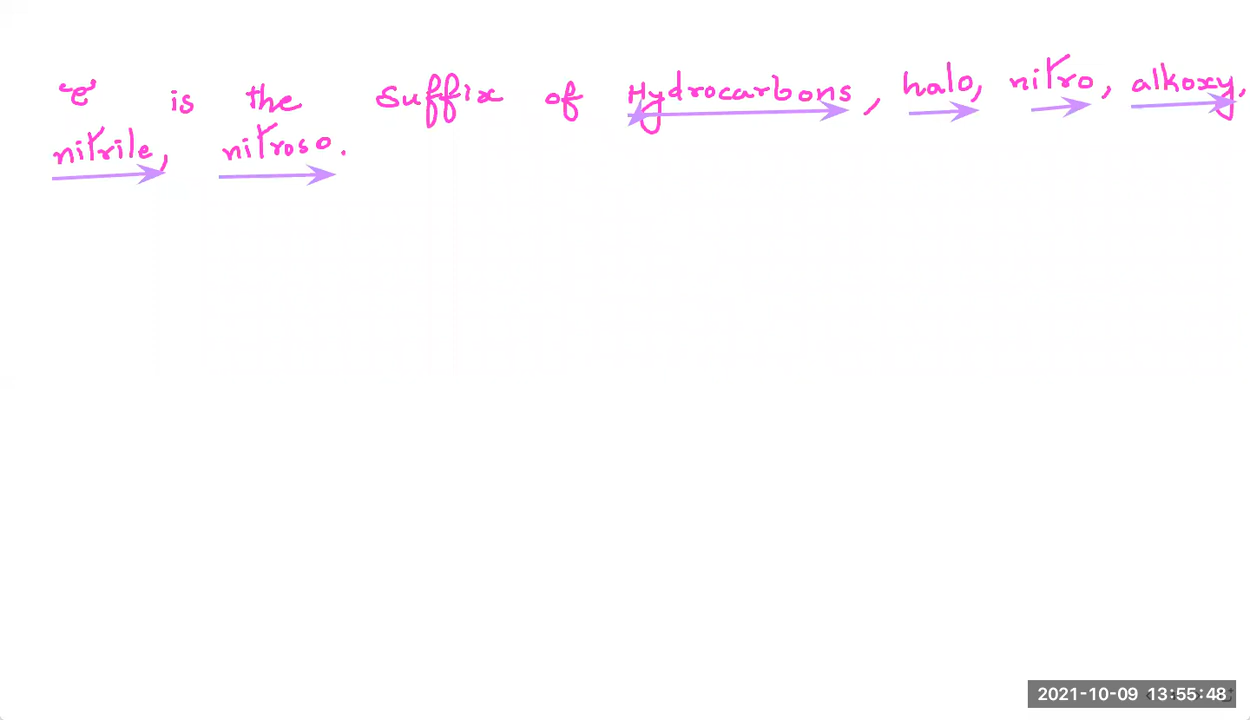 "e" is the suffix of Hydrocarbons, halo, nitro, alkoxy,
nitrile, nitroso.
2021-10-09 13:55:48